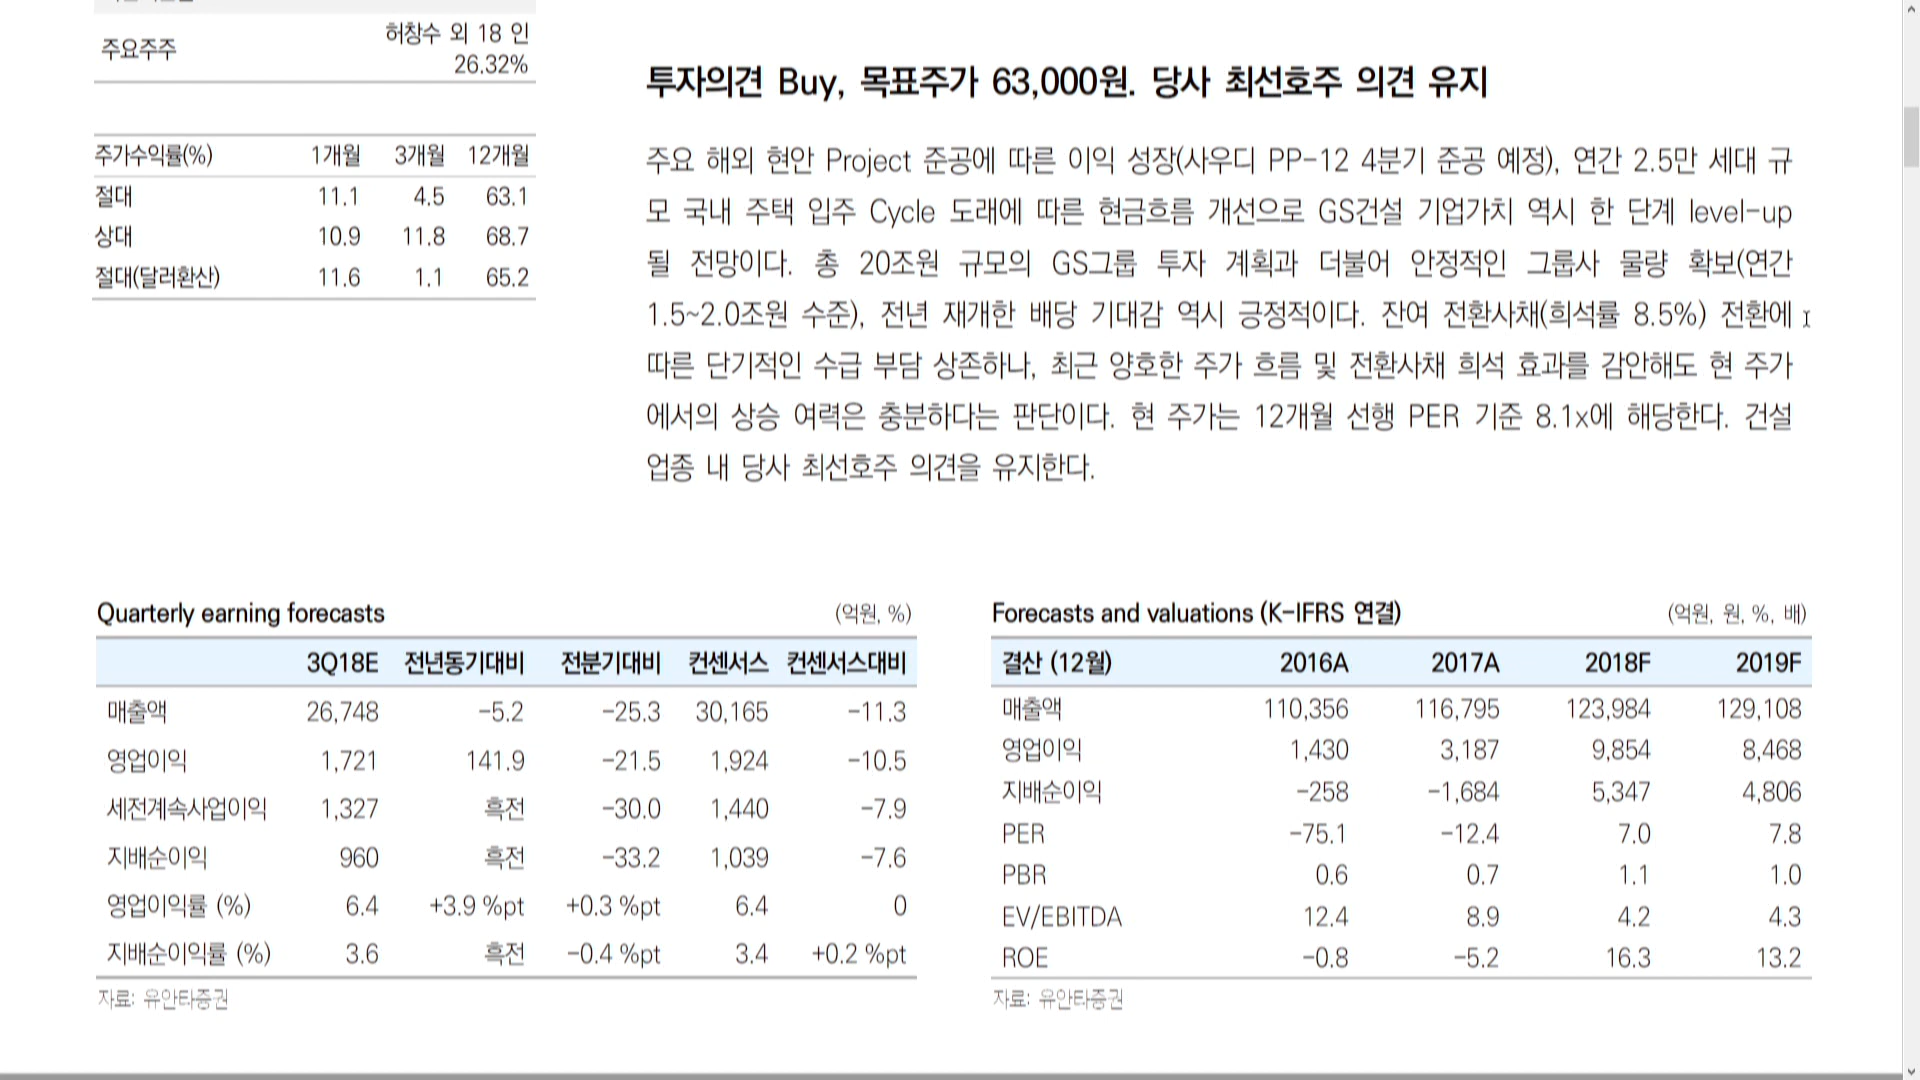 주요주주 허창수 외 18 인
26.32%
주가수익률(%) 1개월 3개월 12개월
절대 11.1 4.5 63.1
상대 10.9 11.8 68.7
절대(달러환산) 11.6 1.1 65.2
투자의견 Buy, 목표주가 63,000원. 당사 최선호주 의견 유지
주요 해외 현안 Project 준공에 따른 이익 성장(사우디 PP-12 4분기 준공 예정), 연간 2.5만 세대 규
모 국내 주택 입주 Cycle 도래에 따른 현금흐름 개선으로 GS건설 기업가치 역시 한 단계 level-up
될 전망이다. 총 20조원 규모의 GS그룹 투자 계획과 더불어 안정적인 그룹사 물량 확보(연간
1.5~2.0조원 수준), 전년 재개한 배당 기대감 역시 긍정적이다. 잔여 전환사채(희석률 8.5%) 전환에
따른 단기적인 수급 부담 상존하나, 최근 양호한 주가 흐름 및 전환사채 희석 효과를 감안해도 현 주가
에서의 상승 여력은 충분하다는 판단이다. 현 주가는 12개월 선행 PER 기준 8.1x에 해당한다. 건설
업종 내 당사 최선호주 의견을 유지한다.
Quarterly earning forecasts (억원, %)
3Q18E 전년동기대비 전분기대비 컨센서스 컨센서스대비
매출액 26,748 -5.2 -25.3 30,165 -11.3
영업이익 1,721 141.9 -21.5 1,924 -10.5
세전계속사업이익 1,327 흑전 -30.0 1,440 -7.9
지배순이익 960 흑전 -33.2 1,039 -7.6
영업이익률 (%) 6.4 +3.9 %pt +0.3 %pt 6.4 0
지배순이익률 (%) 3.6 흑전 -0.4 %pt 3.4 +0.2 %pt
자료: 유안타증권
Forecasts and valuations (K-IFRS 연결) (억원, 원, %, 배)
결산 (12월) 2016A 2017A 2018F 2019F
매출액 110,356 116,795 123,984 129,108
영업이익 1,430 3,187 9,854 8,468
지배순이익 -258 -1,684 5,347 4,806
PER -75.1 -12.4 7.0 7.8
PBR 0.6 0.7 1.1 1.0
EV/EBITDA 12.4 8.9 4.2 4.3
ROE -0.8 -5.2 16.3 13.2
자료: 유안타증권